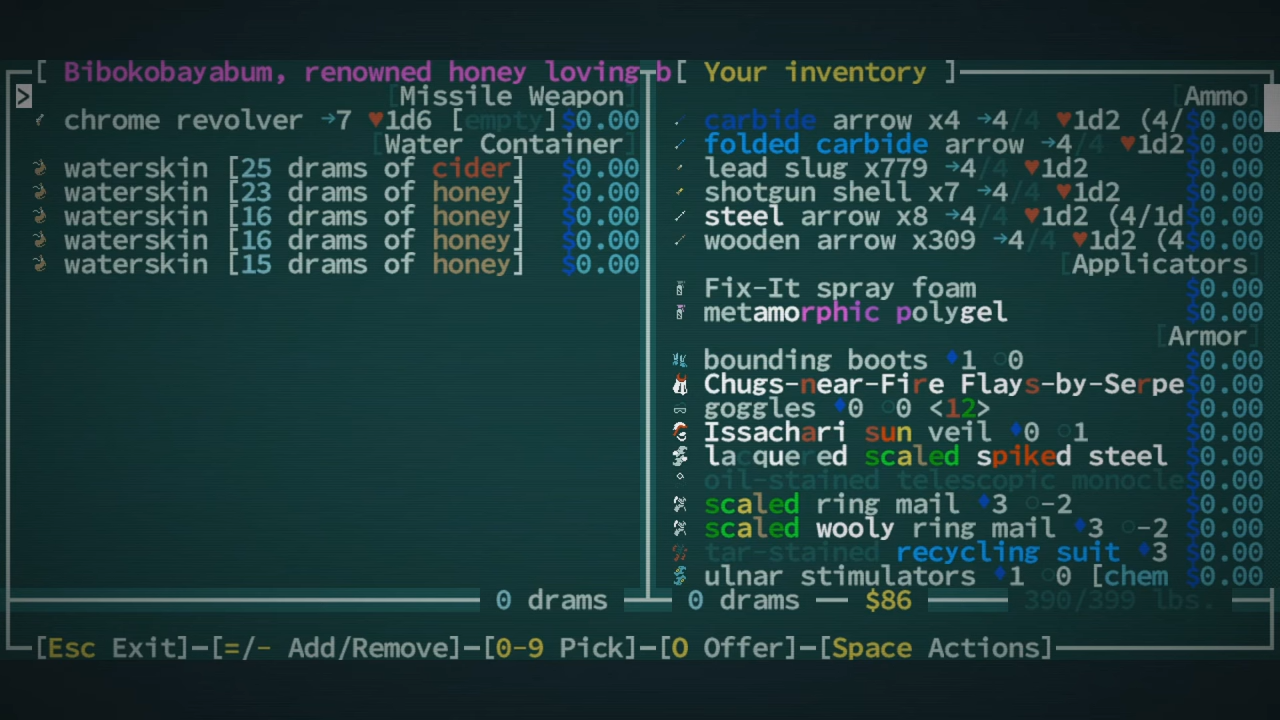 [ Bibokobayabum, renowned honey loving b
[Missile Weapon]
>
chrome revolver →7 ♥1d6 [empty] $0.00
[Water Container]
waterskin [25 drams of cider] $0.00
waterskin [23 drams of honey] $0.00
waterskin [16 drams of honey] $0.00
waterskin [16 drams of honey] $0.00
waterskin [15 drams of honey] $0.00
0 drams
[ Your inventory ]
[Ammo]
carbide arrow x4 →4/4 ♥1d2 (4/ $0.00
folded carbide arrow →4/4 ♥1d2 $0.00
lead slug x779 →4/4 ♥1d2 $0.00
shotgun shell x7 →4/4 ♥1d2 $0.00
steel arrow x8 →4/4 ♥1d2 (4/1d $0.00
wooden arrow x309 →4/4 ♥1d2 (4 $0.00
[Applicators]
Fix-It spray foam $0.00
metamorphic polygel $0.00
[Armor]
bounding boots ♦1 ○0 $0.00
Chugs-near-Fire Flays-by-Serpe $0.00
goggles ♦0 ○0 <12> $0.00
Issachari sun veil ♦0 ○1 $0.00
lacquered scaled spiked steel $0.00
oil-stained telescopic monocle $0.00
scaled ring mail ♦3 ○-2 $0.00
scaled wooly ring mail ♦3 ○-2 $0.00
tar-stained recycling suit ♦3 $0.00
ulnar stimulators ♦1 ○0 [chem $0.00
0 drams — $86 390/399 lbs.
[Esc Exit]—[=/- Add/Remove]—[0-9 Pick]—[O Offer]—[Space Actions]